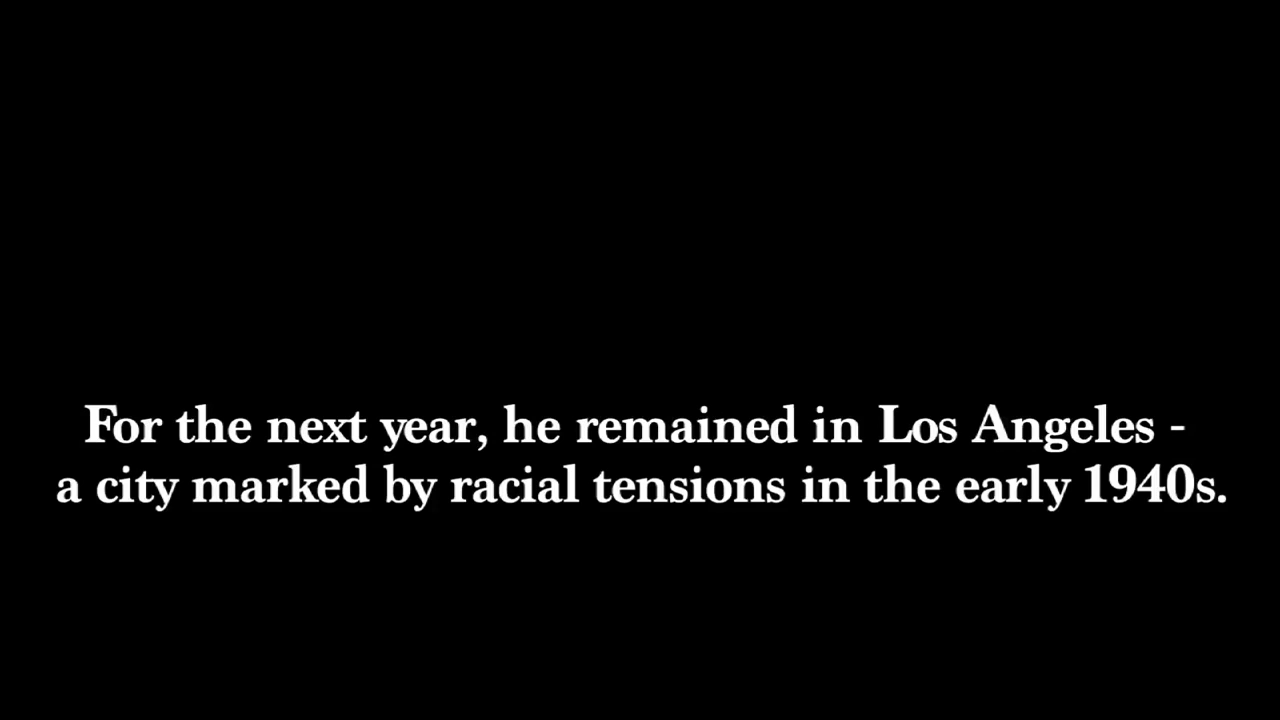 For the next year, he remained in Los Angeles -
a city marked by racial tensions in the early 1940s.